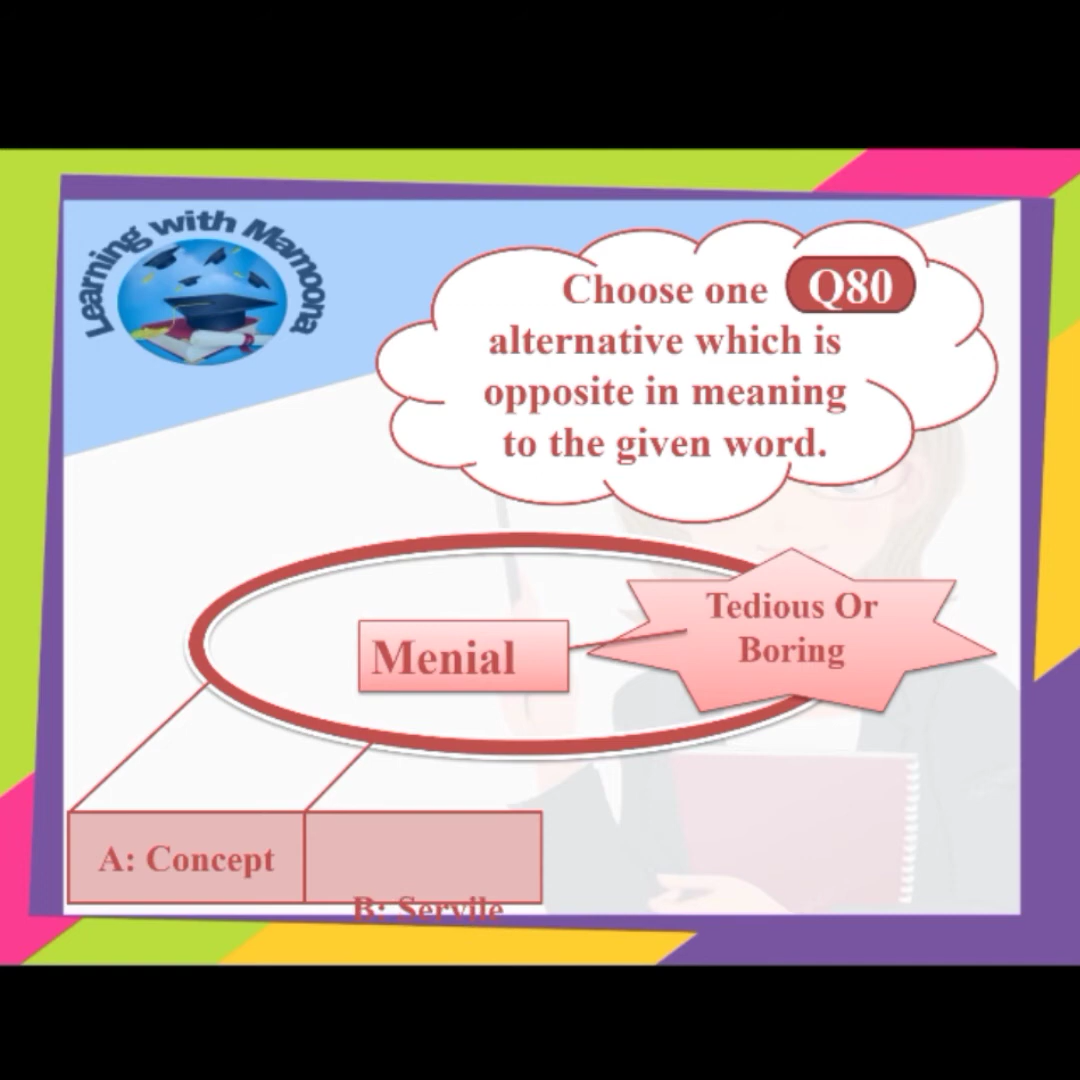 Learning with Mamoona
Choose one Q80
alternative which is
opposite in meaning
to the given word.
Tedious Or
Boring
Menial
A: Concept
B: Servile